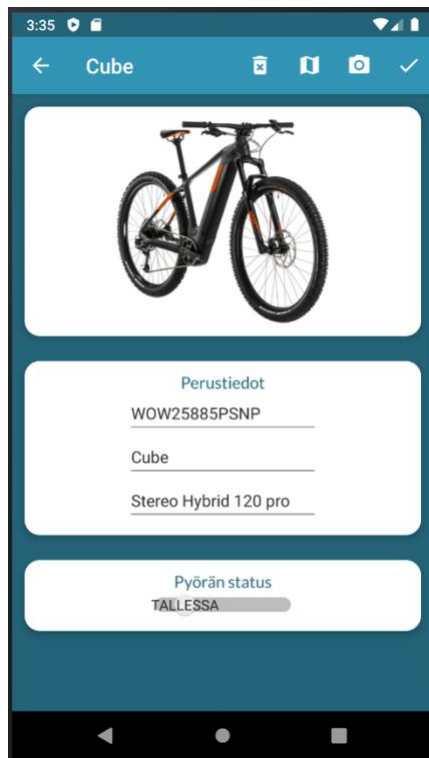 3:35
Cube
Perustiedot
WOW25885PSNP
Cube
Stereo Hybrid 120 pro
Pyörän status
TALLESSA